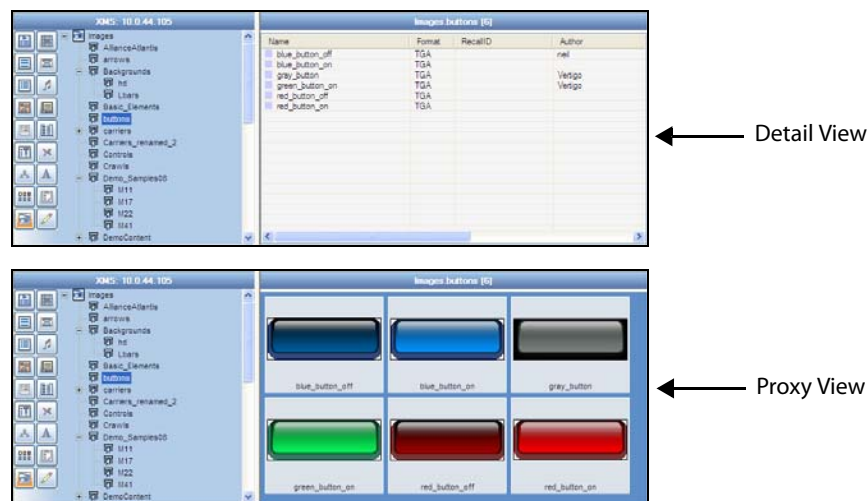 XMS: 10.0.44.105
Images.buttons [6]
Images
AllianceAtlantis
arrows
Backgrounds
hd
Lbars
Basic_Elements
buttons
carriers
Carriers_renamed_2
Controls
Crawls
Demo_Samples08
M11
M17
M22
M41
DemoContent
Name Format RecallID Author
blue_button_off TGA neil
blue_button_on TGA
gray_button TGA Vertigo
green_button_on TGA Vertigo
red_button_off TGA
red_button_on TGA
Detail View
XMS: 10.0.44.105
Images.buttons [6]
Images
AllianceAtlantis
arrows
Backgrounds
hd
Lbars
Basic_Elements
buttons
carriers
Carriers_renamed_2
Controls
Crawls
Demo_Samples08
M11
M17
M22
M41
DemoContent
blue_button_off
blue_button_on
gray_button
green_button_on
red_button_off
red_button_on
Proxy View